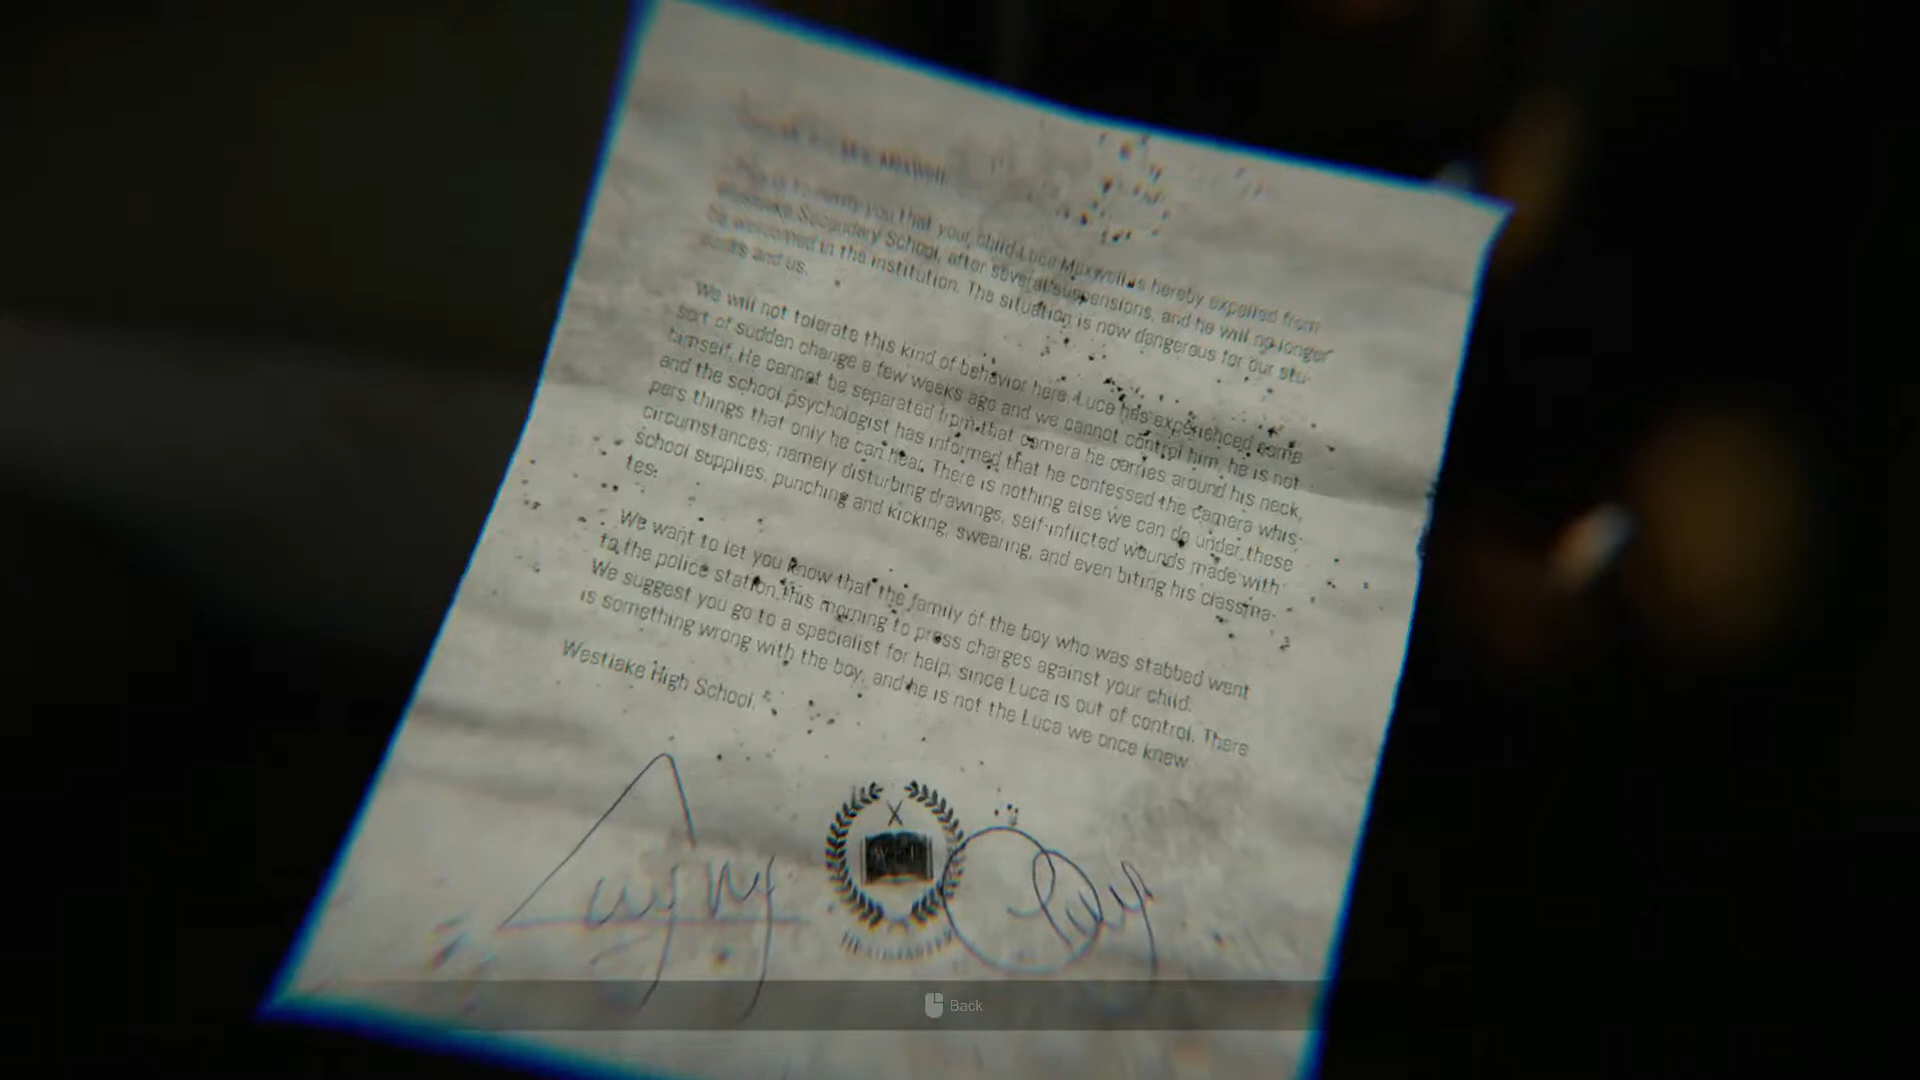 Mrs. Maxwell
is to notify you that your child Luca Maxwell is hereby expelled from
Westlake Secondary School, after several suspensions, and he will no longer
be welcomed in the institution. The situation is now dangerous for our stu-
dents and us.
We will not tolerate this kind of behavior here. Luca has experienced some
sort of sudden change a few weeks ago and we cannot control him, he is not
himself. He cannot be separated from that camera he carries around his neck,
and the school psychologist has informed that he confessed the camera whis-
pers things that only he can hear. There is nothing else we can do under these
circumstances; namely disturbing drawings, self-inflicted wounds made with
school supplies, punching and kicking, swearing, and even biting his classma-
tes.
We want to let you know that the family of the boy who was stabbed went
to the police station this morning to press charges against your child.
We suggest you go to a specialist for help, since Luca is out of control. There
is something wrong with the boy, and he is not the Luca we once knew
Westlake High School.
Back